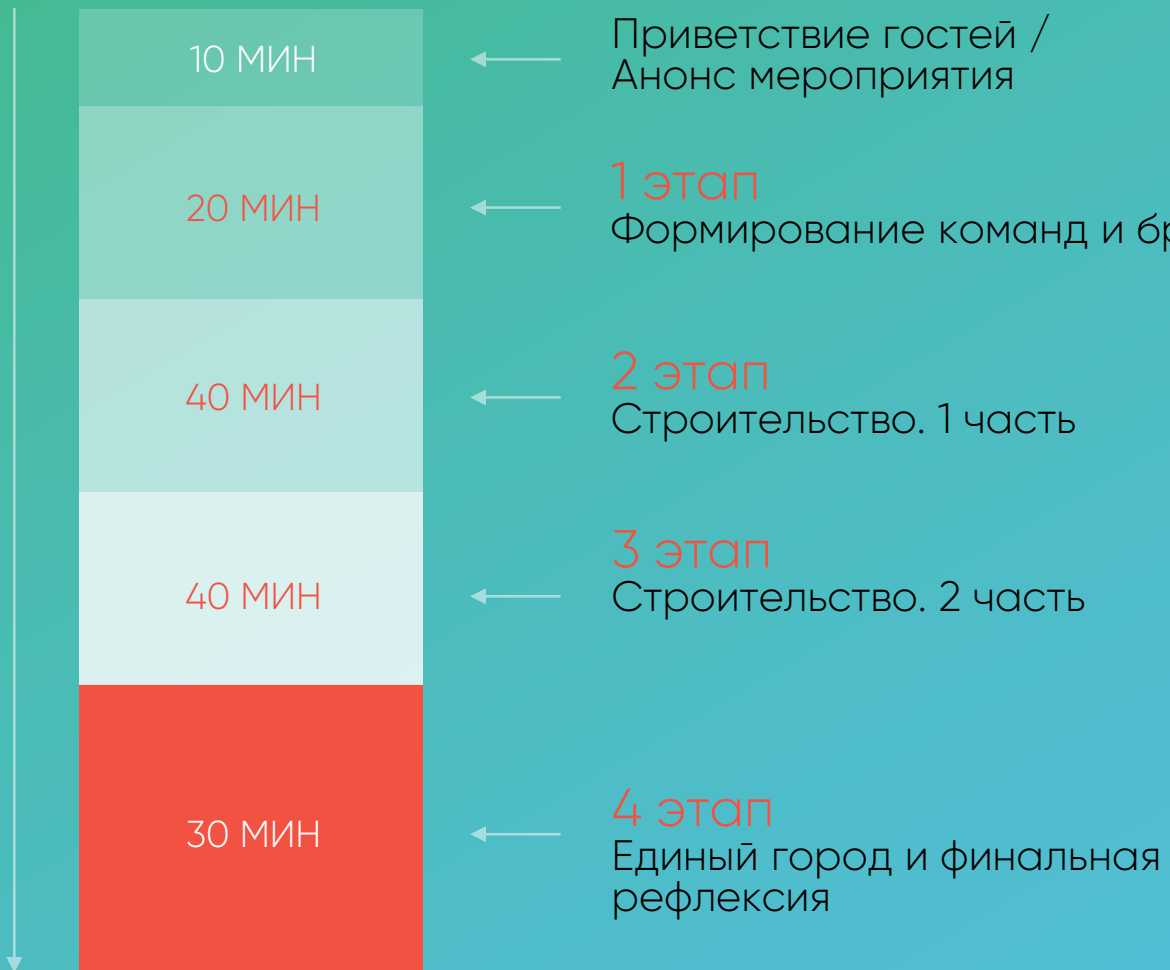 10 МИН
Приветствие гостей /
Анонс мероприятия
20 МИН
1 этап
Формирование команд и
40 МИН
2 этап
Строительство. 1 часть
40 МИН
3 этап
Строительство. 2 часть
30 МИН
4 этап
Единый город и финальная
рефлексия